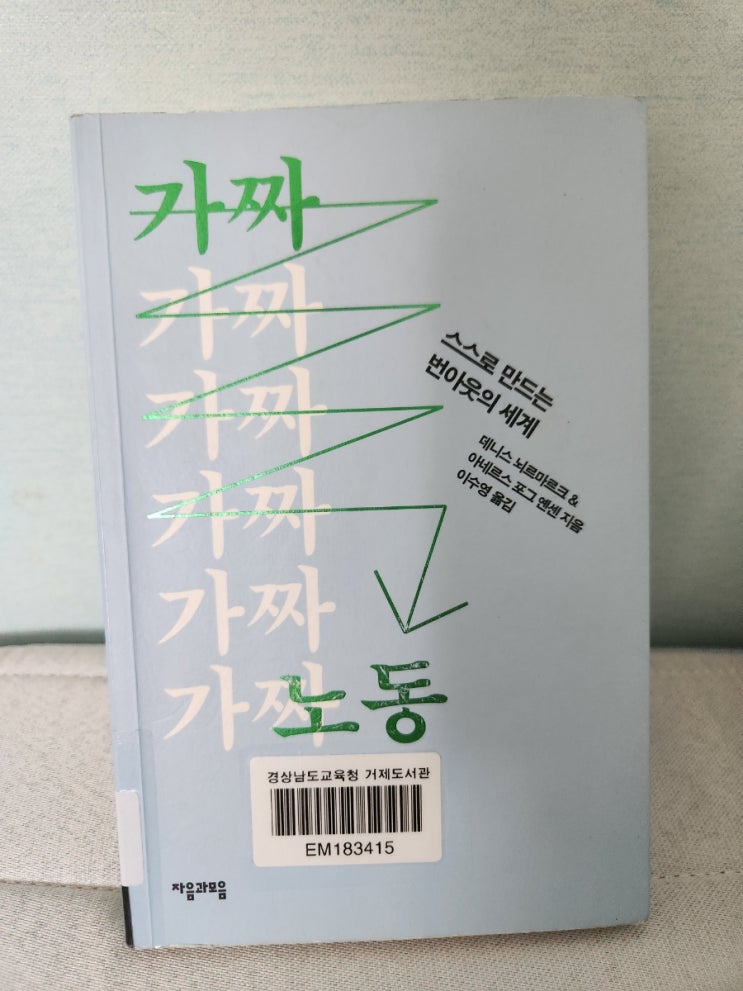 가짜
가짜
가짜
가짜
가짜
가짜
노동
스스로 만드는
번아웃의 세계
데니스 뇌르마르크 &
아네르스 포그 옌센 지음
이수영 옮김
경상남도교육청 거제도서관
EM183415
자음과모음